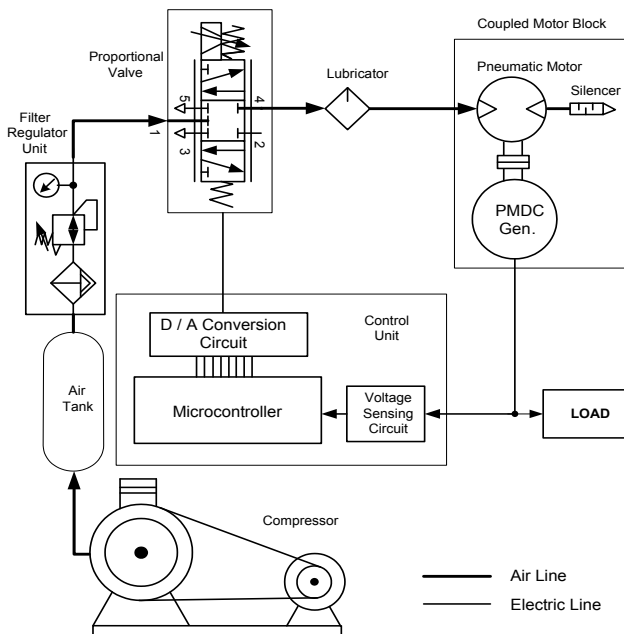 Coupled Motor Block
Proportional
Valve
Pneumatic Motor
Lubricator
Silencer
5
4
1
3
2
Filter
Regulator
Unit
PMDC
Gen.
D / A Conversion
Circuit
Control
Unit
Air
Tank
Microcontroller
Voltage
Sensing
Circuit
LOAD
Compressor
Air Line
Electric Line